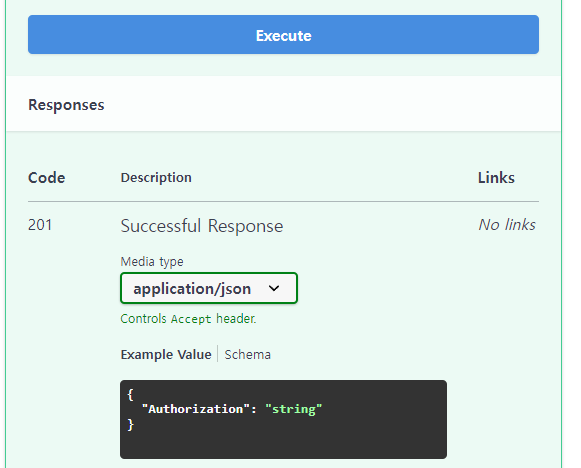 Execute
Responses
Code Description Links
201 Successful Response No links
Media type
application/json
Controls Accept header.
Example Value Schema
{
"Authorization": "string"
}